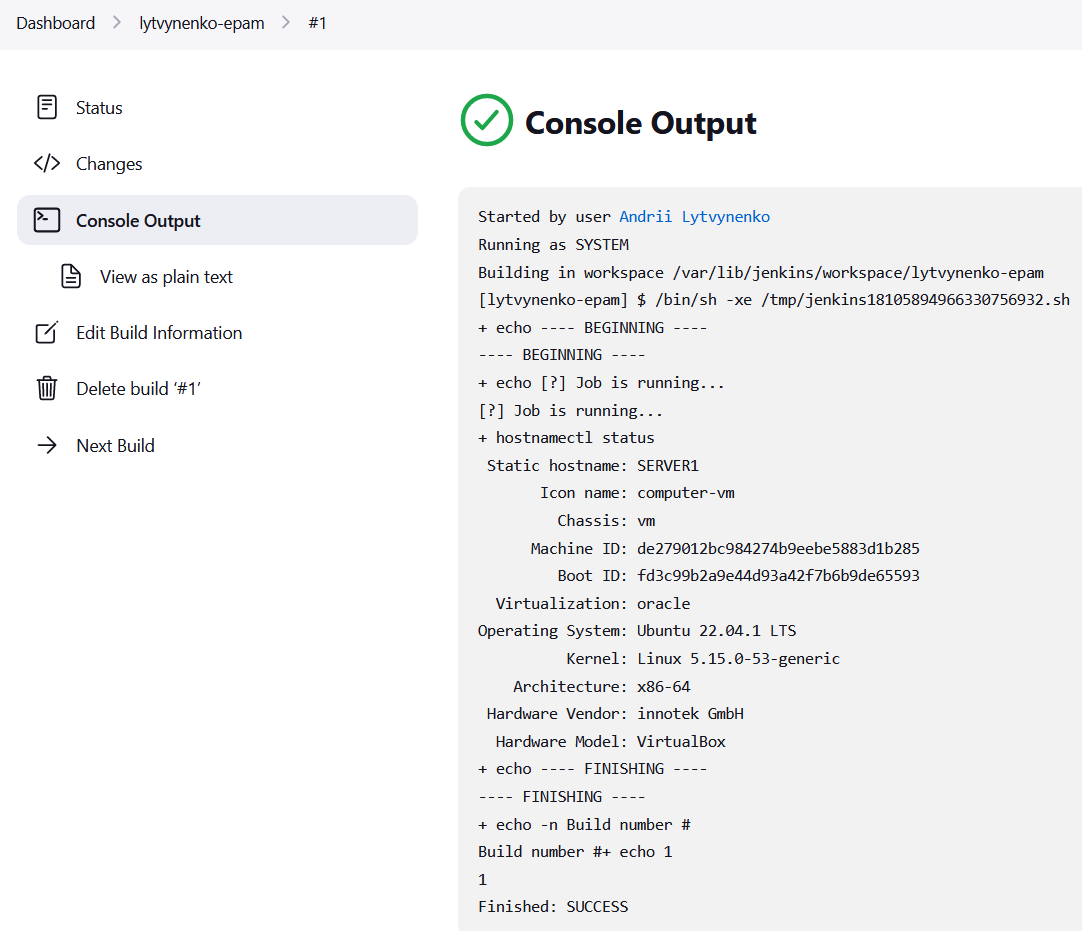 Dashboard > lytvynenko-epam > #1
Status
Changes
Console Output
View as plain text
Edit Build Information
Delete build ‘#1’
Next Build
Console Output
Started by user Andrii Lytvynenko
Running as SYSTEM
Building in workspace /var/lib/jenkins/workspace/lytvynenko-epam
[lytvynenko-epam] $ /bin/sh -xe /tmp/jenkins18105894966330756932.sh
+ echo ---- BEGINNING ----
---- BEGINNING ----
+ echo [?] Job is running...
[?] Job is running...
+ hostnamectl status
Static hostname: SERVER1
Icon name: computer-vm
Chassis: vm
Machine ID: de279012bc984274b9eebe5883d1b285
Boot ID: fd3c99b2a9e44d93a42f7b6b9de65593
Virtualization: oracle
Operating System: Ubuntu 22.04.1 LTS
Kernel: Linux 5.15.0-53-generic
Architecture: x86-64
Hardware Vendor: innotek GmbH
Hardware Model: VirtualBox
+ echo ---- FINISHING ----
---- FINISHING ----
+ echo -n Build number #
Build number #+ echo 1
1
Finished: SUCCESS